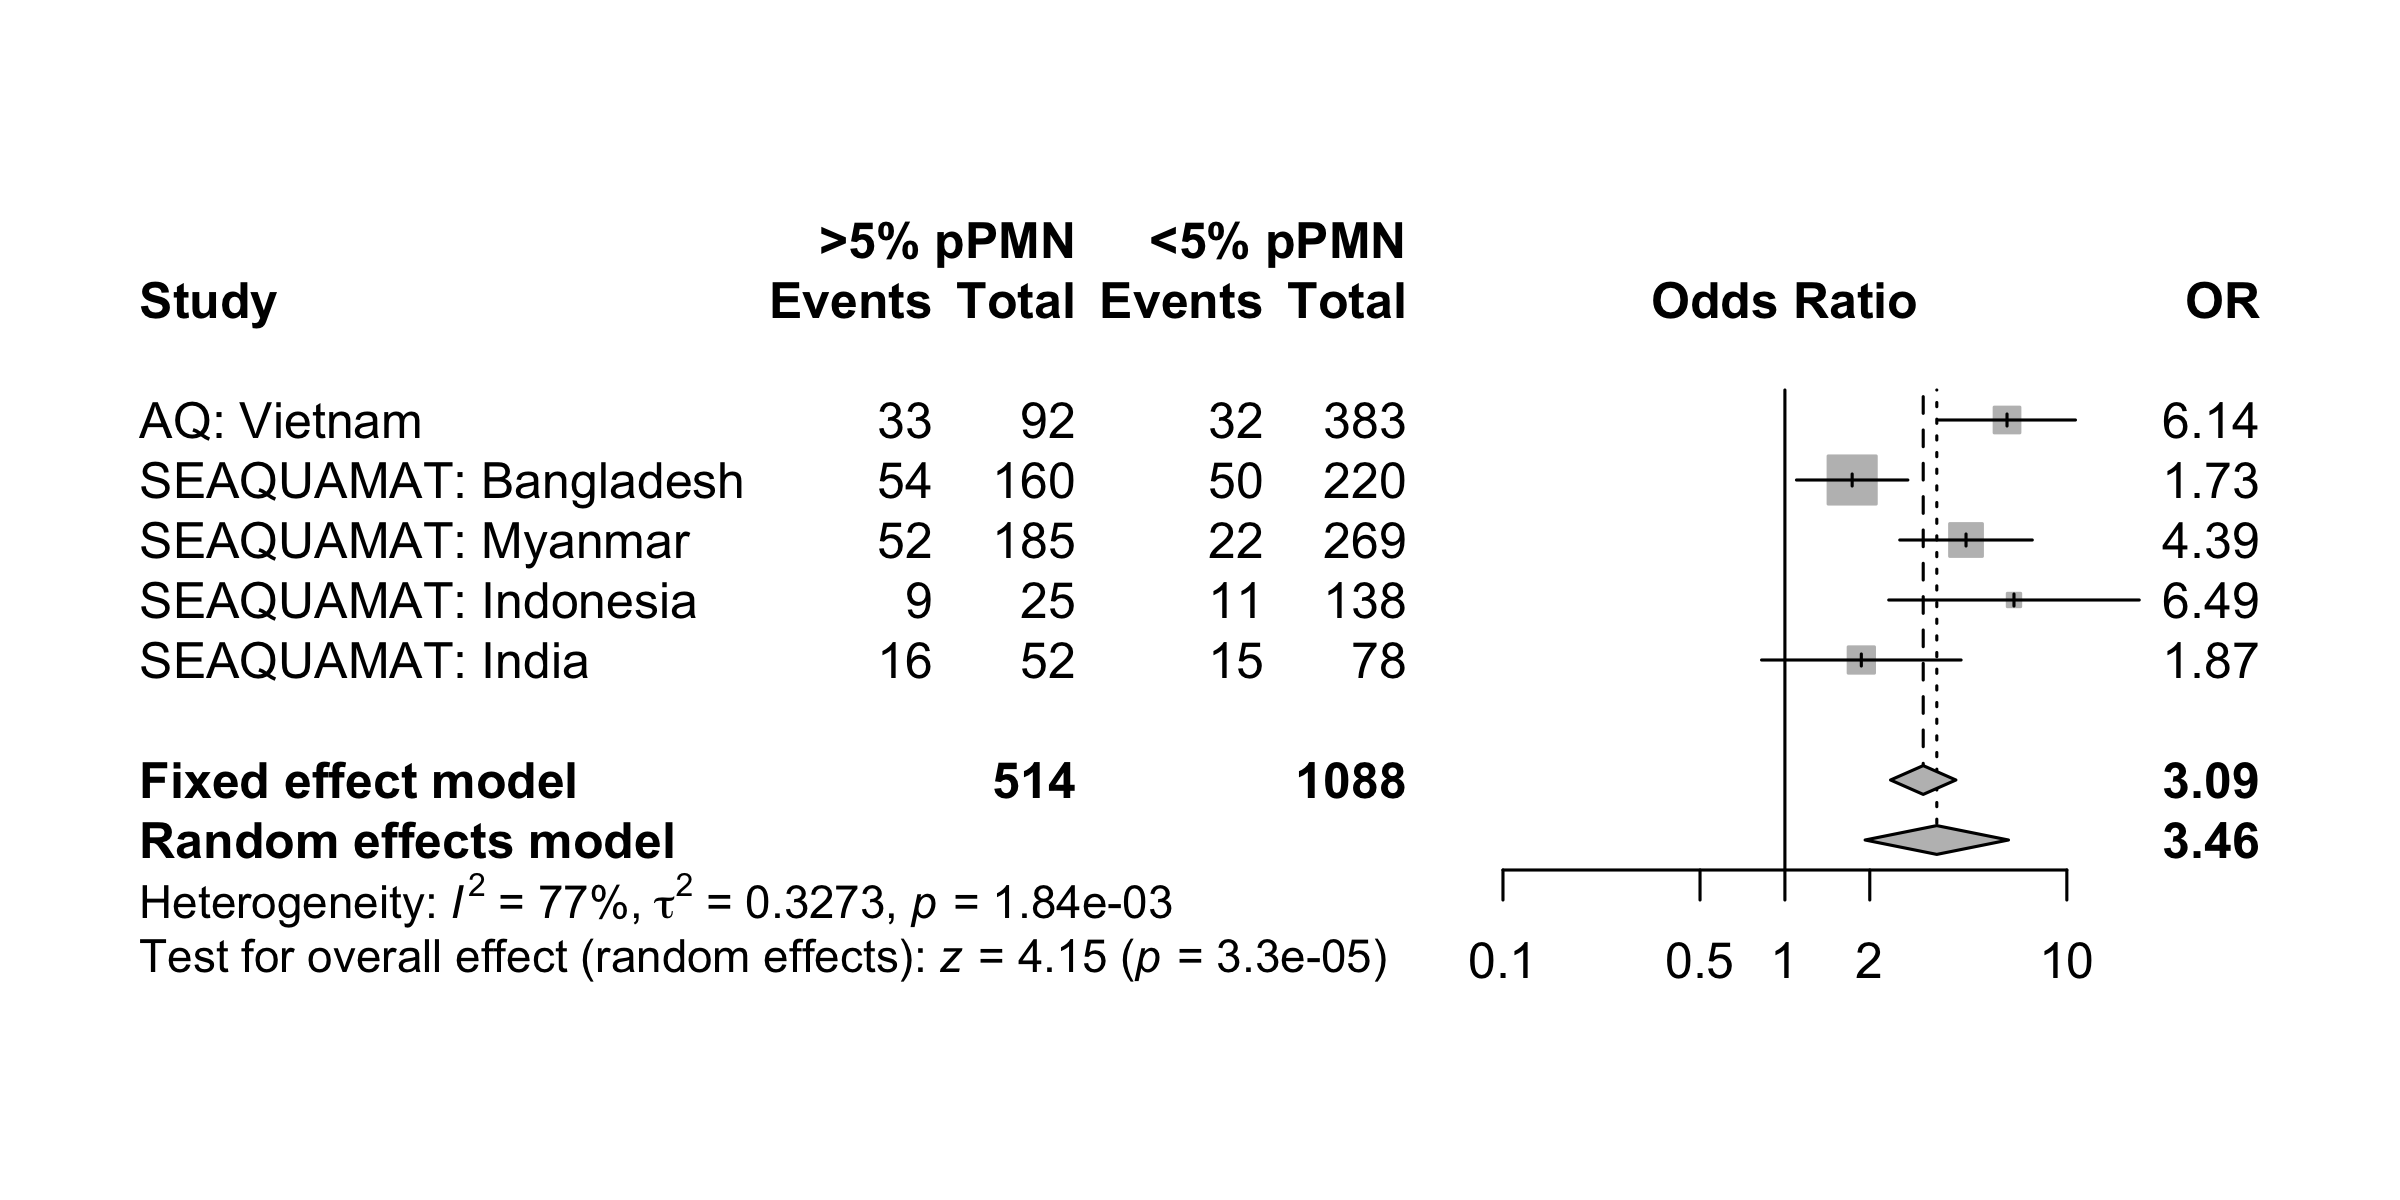 >5% pPMN <5% pPMN
Study Events Total Events Total Odds Ratio OR
AQ: Vietnam 33 92 32 383 6.14
SEAQUAMAT: Bangladesh 54 160 50 220 1.73
SEAQUAMAT: Myanmar 52 185 22 269 4.39
SEAQUAMAT: Indonesia 9 25 11 138 6.49
SEAQUAMAT: India 16 52 15 78 1.87
Fixed effect model 514 1088 3.09
Random effects model 3.46
Heterogeneity: I² = 77%, τ² = 0.3273, p = 1.84e-03
Test for overall effect (random effects): z = 4.15 (p = 3.3e-05)
0.1 0.5 1 2 10